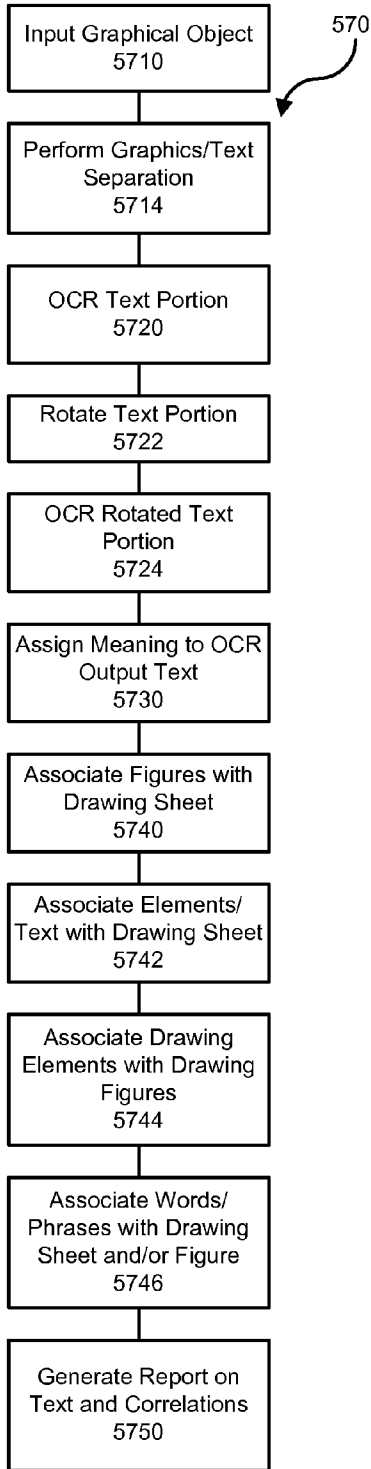 Input Graphical Object
5710
570
Perform Graphics/Text
Separation
5714
OCR Text Portion
5720
Rotate Text Portion
5722
OCR Rotated Text
Portion
5724
Assign Meaning to OCR
Output Text
5730
Associate Figures with
Drawing Sheet
5740
Associate Elements/
Text with Drawing Sheet
5742
Associate Drawing
Elements with Drawing
Figures
5744
Associate Words/
Phrases with Drawing
Sheet and/or Figure
5746
Generate Report on
Text and Correlations
5750